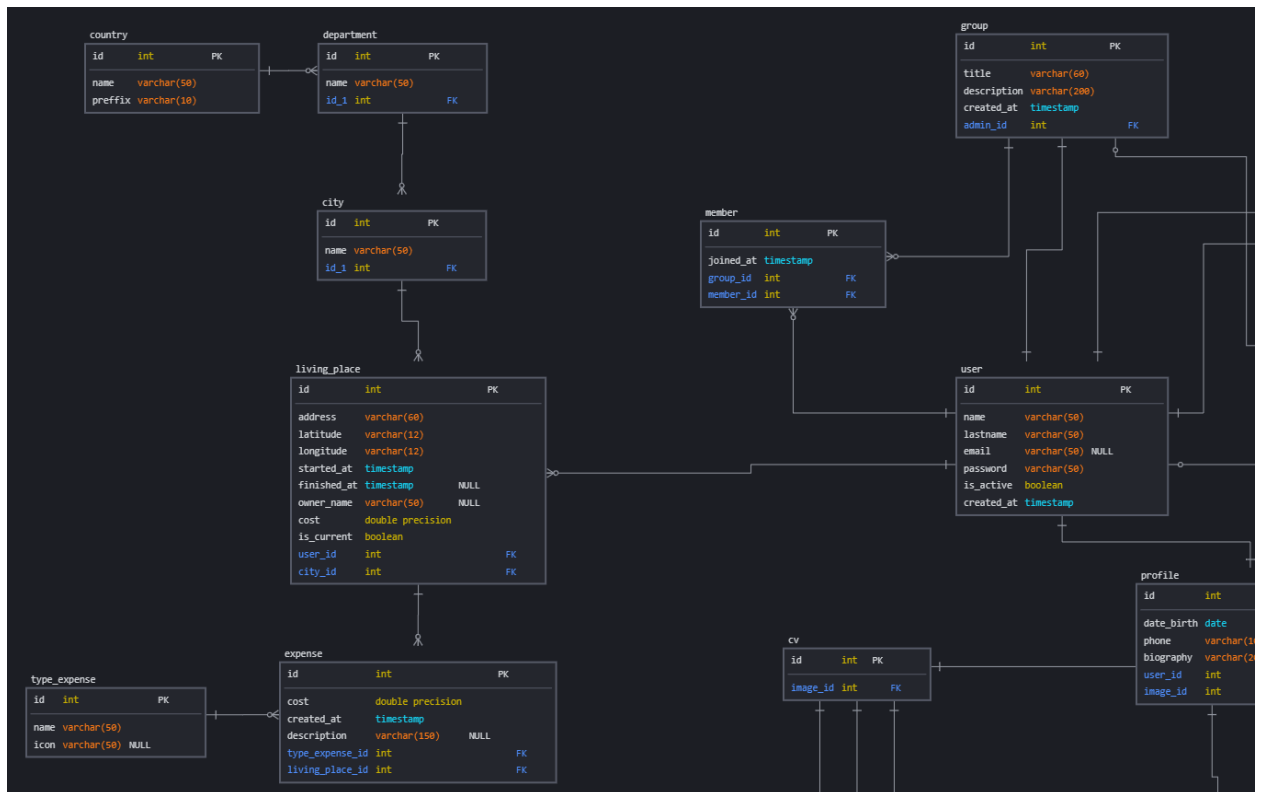 country
id int PK
name varchar(50)
preffix varchar(10)
department
id int PK
name varchar(50)
id_1 int FK
group
id int PK
title varchar(60)
description varchar(200)
created_at timestamp
admin_id int FK
city
id int PK
name varchar(50)
id_1 int FK
member
id int PK
joined_at timestamp
group_id int FK
member_id int FK
living_place
id int PK
address varchar(60)
latitude varchar(12)
longitude varchar(12)
started_at timestamp
finished_at timestamp NULL
owner_name varchar(50) NULL
cost double precision
is_current boolean
user_id int FK
city_id int FK
user
id int PK
name varchar(50)
lastname varchar(50)
email varchar(50) NULL
password varchar(50)
is_active boolean
created_at timestamp
profile
id int
date_birth date
phone varchar(1
biography varchar(2
user_id int
image_id int
cv
id int PK
image_id int FK
expense
id int PK
cost double precision
created_at timestamp
description varchar(150) NULL
type_expense_id int FK
living_place_id int FK
type_expense
id int PK
name varchar(50)
icon varchar(50) NULL